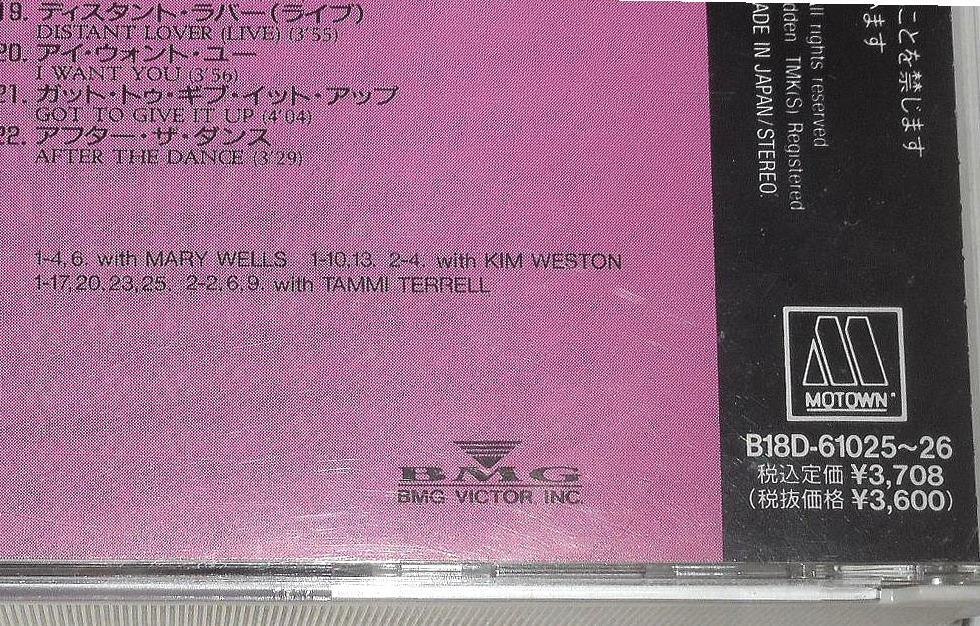 19. ディスタント・ラバー(ライブ)
DISTANT LOVER (LIVE) (3'55)
20. アイ・ウォント・ユー
I WANT YOU (3'56)
21. ガット・トゥ・ギブ・イット・アップ
GOT TO GIVE IT UP (4'04)
22. アフター・ザ・ダンス
AFTER THE DANCE (3'29)
1-4,6. with MARY WELLS 1-10,13. 2-4. with KIM WESTON
1-17,20,23,25. 2-2,6,9. with TAMMI TERRELL
BMG
BMG VICTOR INC.
ことを禁じます
ます
rights reserved
TMK(S) Registered
ADE IN JAPAN/STEREO.
MOTOWN
B18D-61025~26
税込定価 ¥3,708
(税抜価格 ¥3,600)